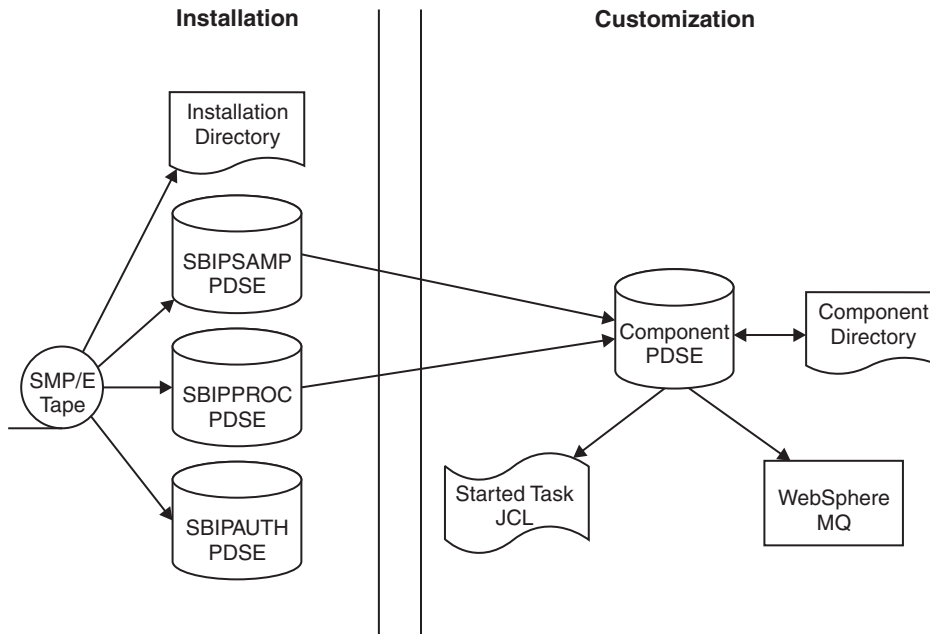 Installation
Customization
Installation
Directory
SBIPSAMP
PDSE
SMP/E
Tape
SBIPPROC
PDSE
SBIPAUTH
PDSE
Component
PDSE
Component
Directory
Started Task
JCL
WebSphere
MQ